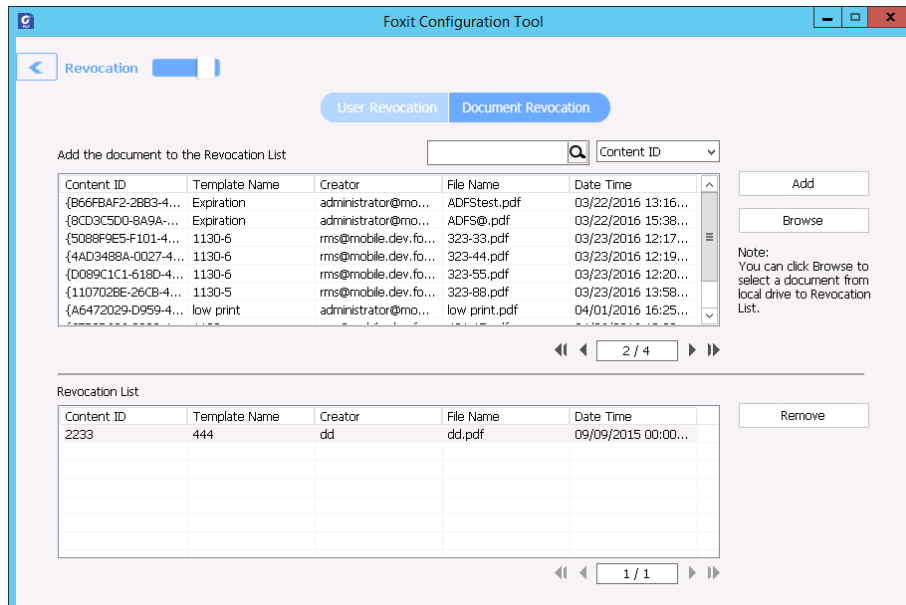 Foxit Configuration Tool
Revocation
User Revocation Document Revocation
Add the document to the Revocation List Content ID
Content ID Template Name Creator File Name Date Time
{B66FBAF2-2BB3-4... Expiration administrator@mo... ADFStest.pdf 03/22/2016 13:16...
{8CD3C5D0-8A9A-... Expiration administrator@mo... ADFS@.pdf 03/22/2016 15:38...
{5088F9E5-F101-4... 1130-6 rms@mobile.dev.fo... 323-33.pdf 03/23/2016 12:17...
{4AD3488A-0027-4... 1130-6 rms@mobile.dev.fo... 323-44.pdf 03/23/2016 12:19...
{D089C1C1-618D-4... 1130-6 rms@mobile.dev.fo... 323-55.pdf 03/23/2016 12:20...
{110702BE-26CB-4... 1130-5 rms@mobile.dev.fo... 323-88.pdf 03/23/2016 13:58...
{A6472029-D959-4... low print administrator@mo... low print.pdf 04/01/2016 16:25...
Add
Browse
Note:
You can click Browse to
select a document from
local drive to Revocation
List.
2 / 4
Revocation List
Content ID Template Name Creator File Name Date Time
2233 444 dd dd.pdf 09/09/2015 00:00...
Remove
1 / 1